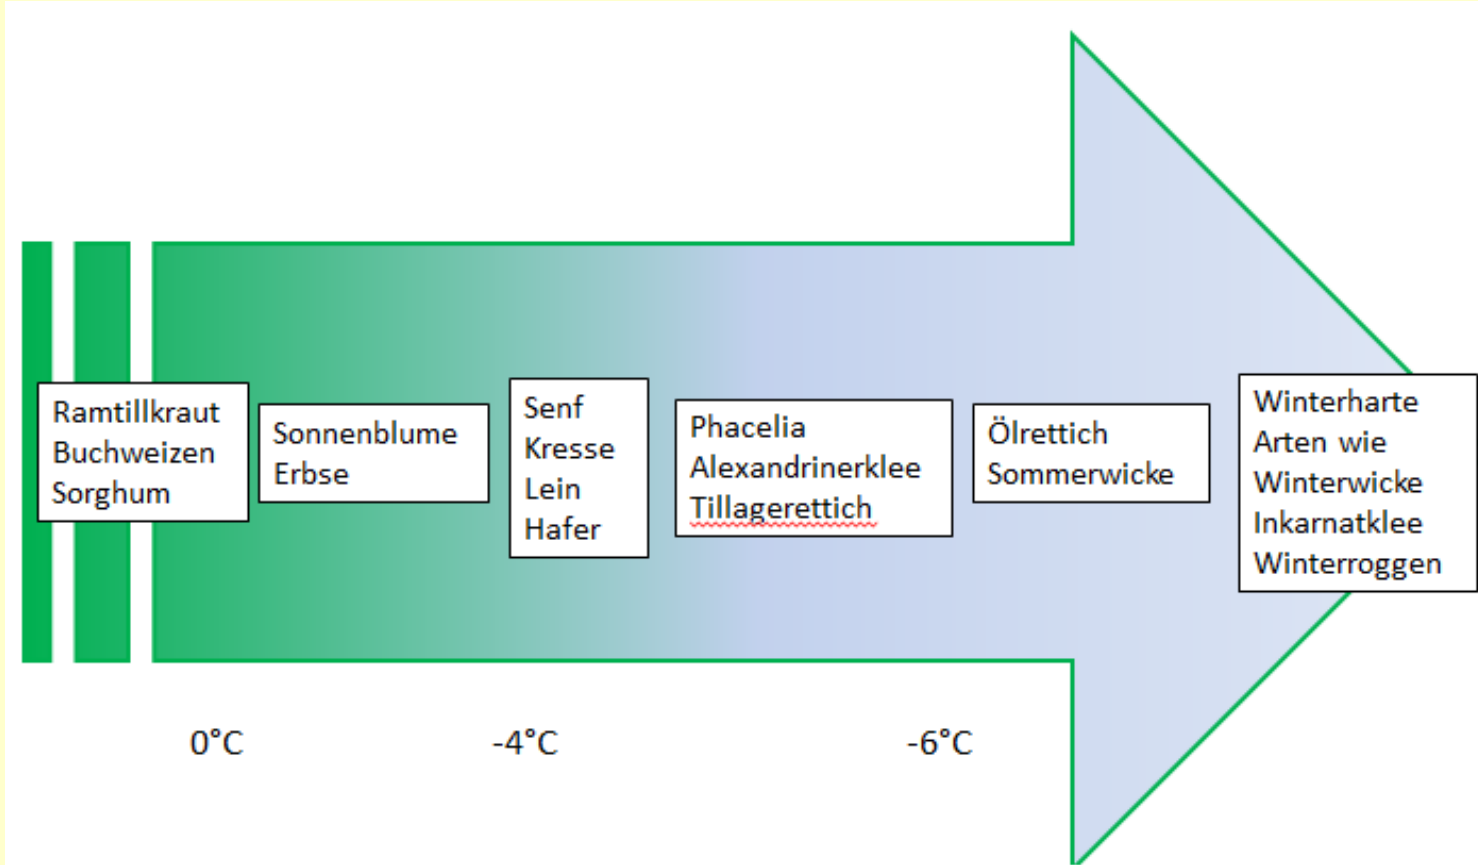 Ramtillkraut
Buchweizen
Sorghum
Sonnenblume
Erbse
Senf
Kresse
Lein
Hafer
Phacelia
Alexandrinerklee
Tillagerettich
Ölrettich
Sommerwicke
Winterharte
Arten wie
Winterwicke
Inkarnatklee
Winterroggen
0°C
-4°C
-6°C